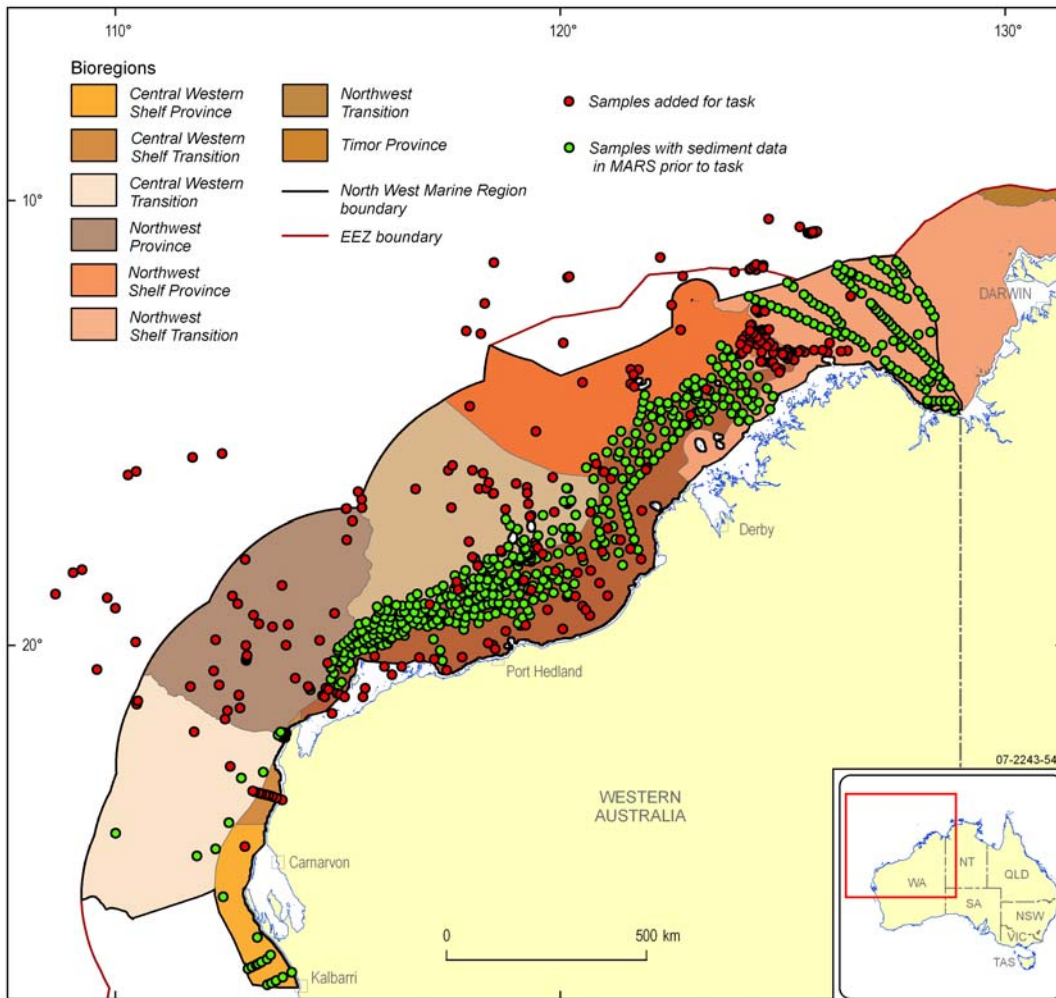 110°
120°
130°
Bioregions
Central Western
Shelf Province
Central Western
Shelf Transition
Central Western
Transition
Northwest
Province
Northwest
Shelf Province
Northwest
Shelf Transition
Northwest
Transition
Timor Province
North West Marine Region
boundary
EEZ boundary
Samples added for task
Samples with sediment data
in MARS prior to task
10°
DARWIN
Derby
20°
Port Hedland
07-2243-54
WESTERN
AUSTRALIA
Carnarvon
0
500 km
Kalbarri
WA
NT
QLD
SA
NSW
VIC
TAS